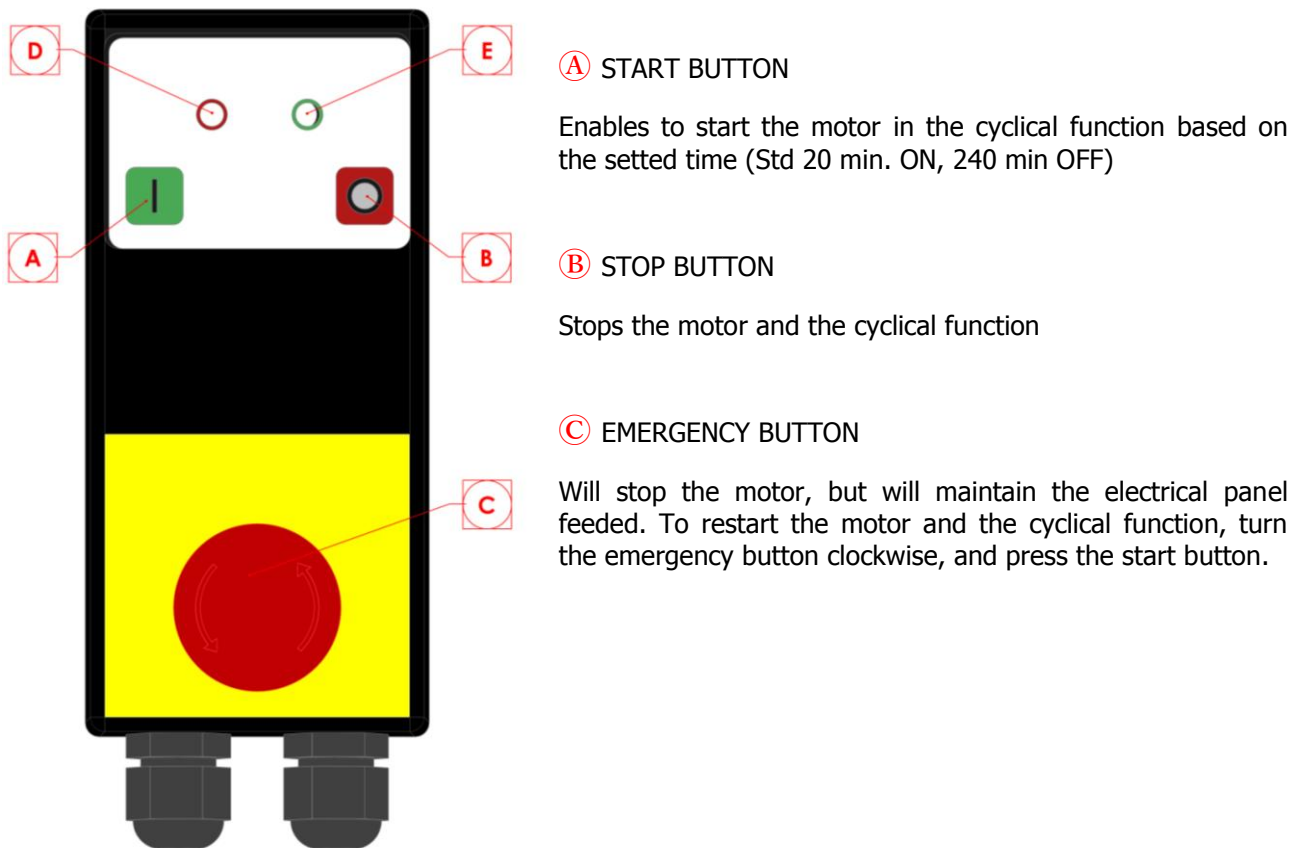 D
E
A
B
C
Ⓐ START BUTTON
Enables to start the motor in the cyclical function based on
the setted time (Std 20 min. ON, 240 min OFF)
Ⓑ STOP BUTTON
Stops the motor and the cyclical function
Ⓒ EMERGENCY BUTTON
Will stop the motor, but will maintain the electrical panel
feeded. To restart the motor and the cyclical function, turn
the emergency button clockwise, and press the start button.